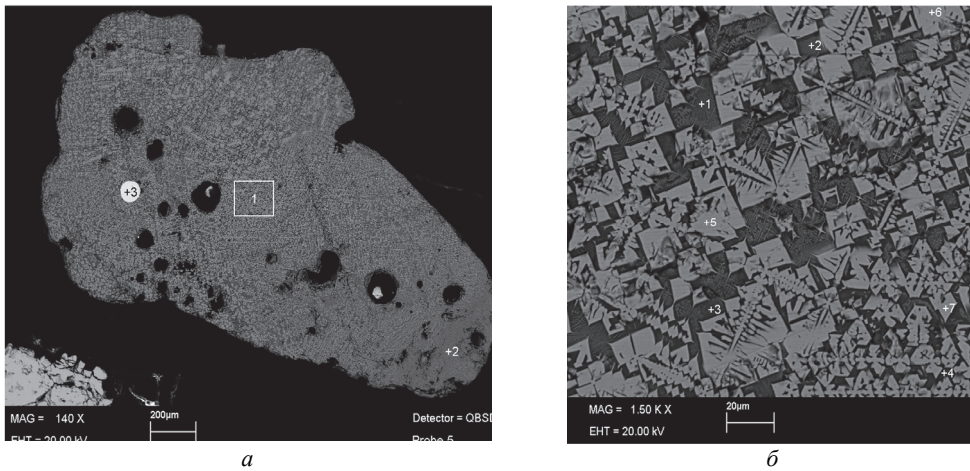 +3
1
+2
MAG = 140 X
200µm
Detector = QBSD
EHT = 20.00 kV
Probe 5
а
+6
+2
+1
+5
+3
+7
+4
MAG = 1.50 K X
20µm
EHT = 20.00 kV
б